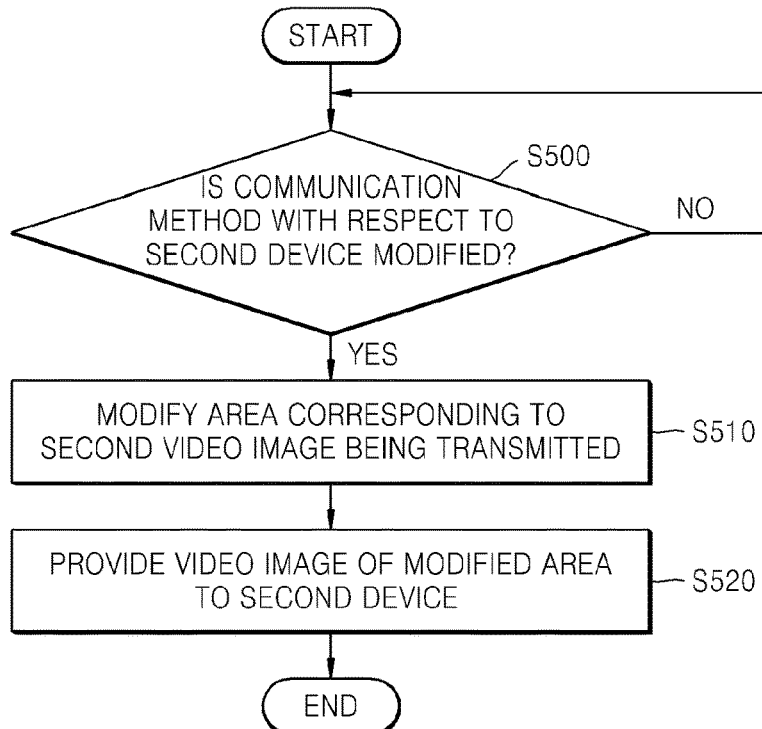 START
S500
IS COMMUNICATION
METHOD WITH RESPECT TO
SECOND DEVICE MODIFIED?
NO
YES
MODIFY AREA CORRESPONDING TO
SECOND VIDEO IMAGE BEING TRANSMITTED
S510
PROVIDE VIDEO IMAGE OF MODIFIED AREA
TO SECOND DEVICE
S520
END